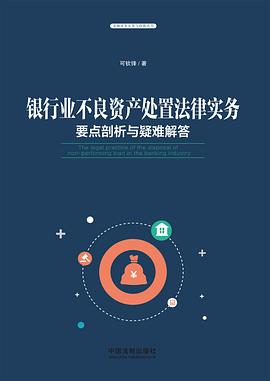 可钦锋／著
银行业不良资产处置法律实务
要点剖析与疑难解答
The legal practice of the disposal of
non-performing loan in the banking industry
¥
中国法制出版社